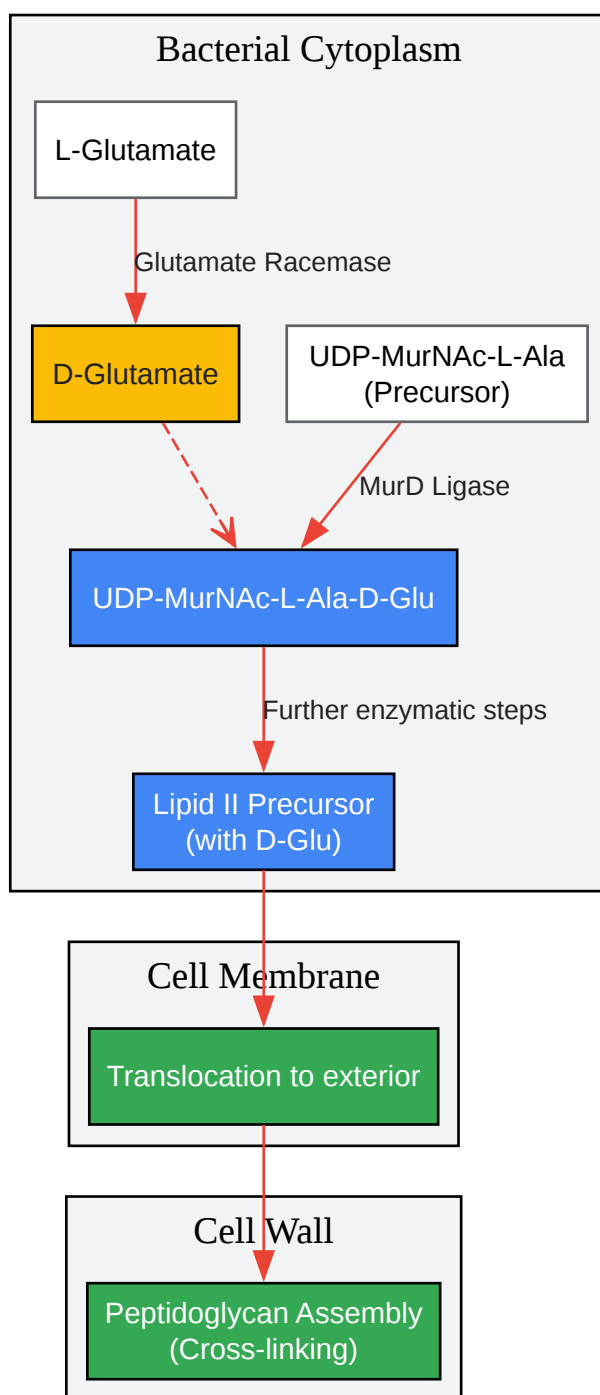 Bacterial Cytoplasm
L-Glutamate
Glutamate Racemase
D-Glutamate
UDP-MurNAc-L-Ala
(Precursor)
MurD Ligase
UDP-MurNAc-L-Ala-D-Glu
Further enzymatic steps
Lipid II Precursor
(with D-Glu)
Cell Membrane
Translocation to exterior
Cell Wall
Peptidoglycan Assembly
(Cross-linking)